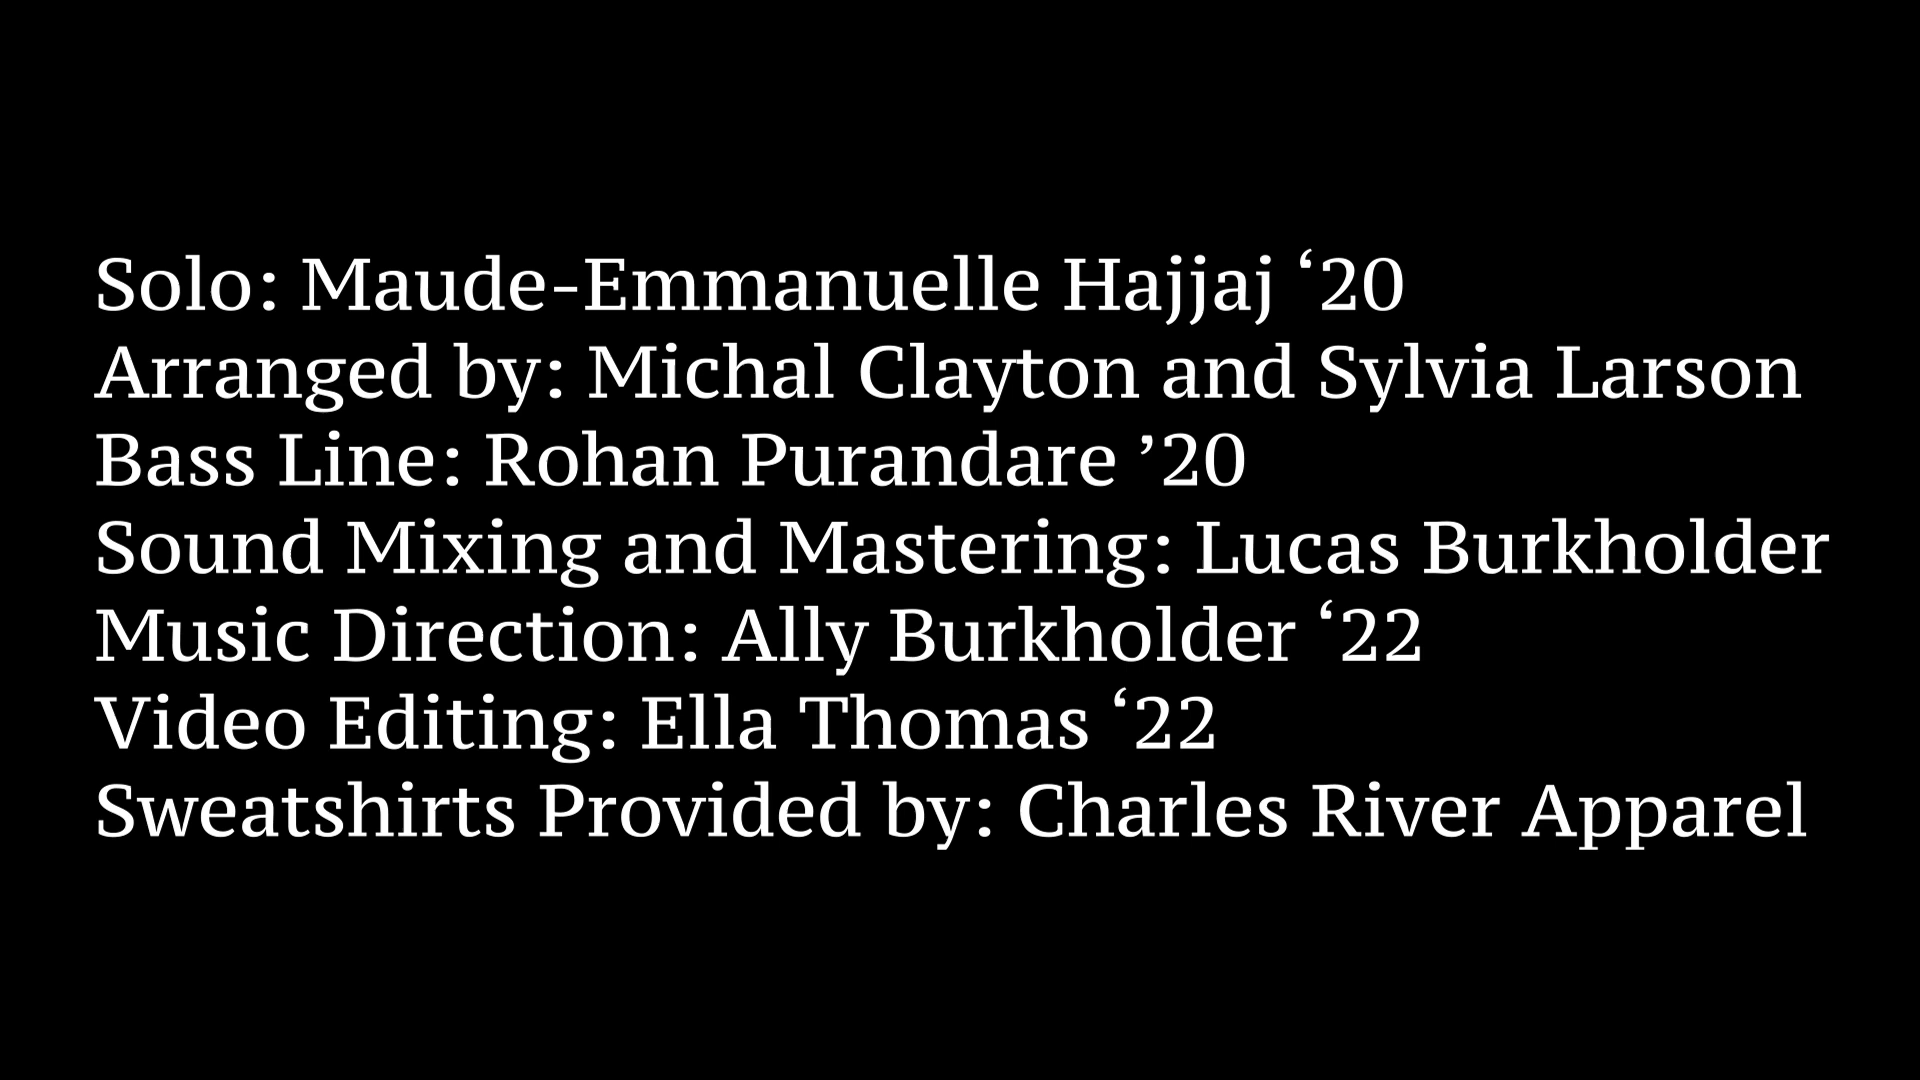 Solo: Maude-Emmanuelle Hajjaj ‘20
Arranged by: Michal Clayton and Sylvia Larson
Bass Line: Rohan Purandare ’20
Sound Mixing and Mastering: Lucas Burkholder
Music Direction: Ally Burkholder ‘22
Video Editing: Ella Thomas ‘22
Sweatshirts Provided by: Charles River Apparel